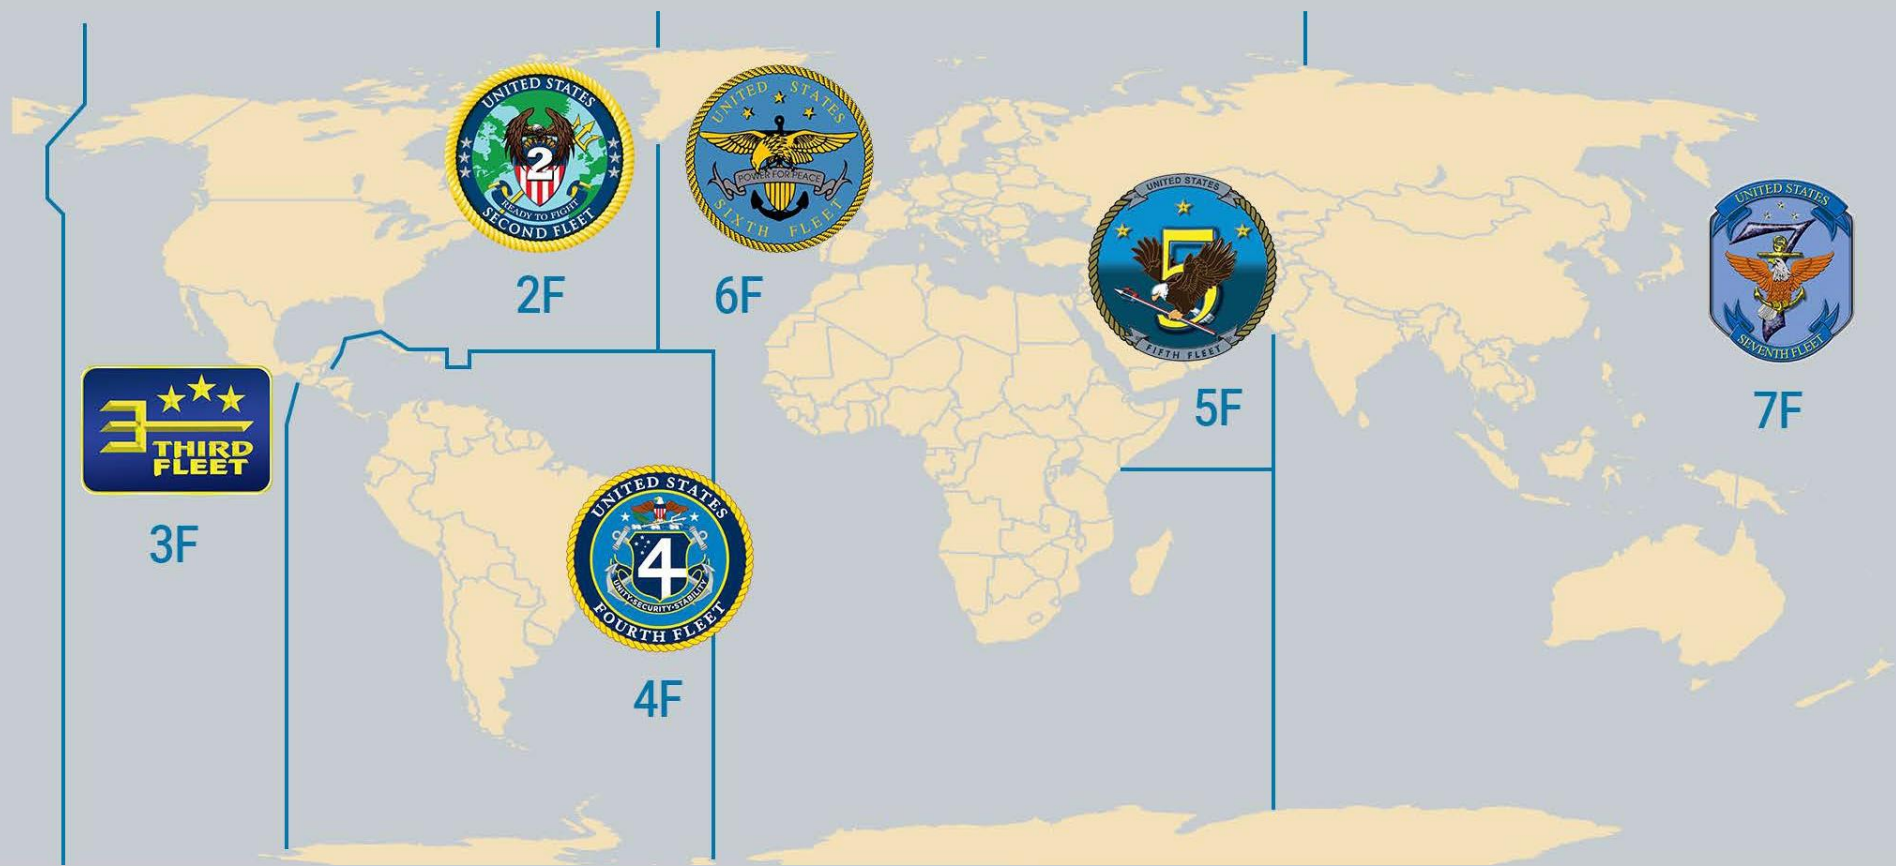 UNITED STATES
2
READY TO FIGHT
SECOND FLEET
2F
UNITED STATES
POWER FOR PEACE
SIXTH FLEET
6F
UNITED STATES
5
FIFTH FLEET
5F
UNITED STATES
7
SEVENTH FLEET
7F
3
THIRD
FLEET
3F
UNITED STATES
4
UNITY·SECURITY·STABILITY
FOURTH FLEET
4F